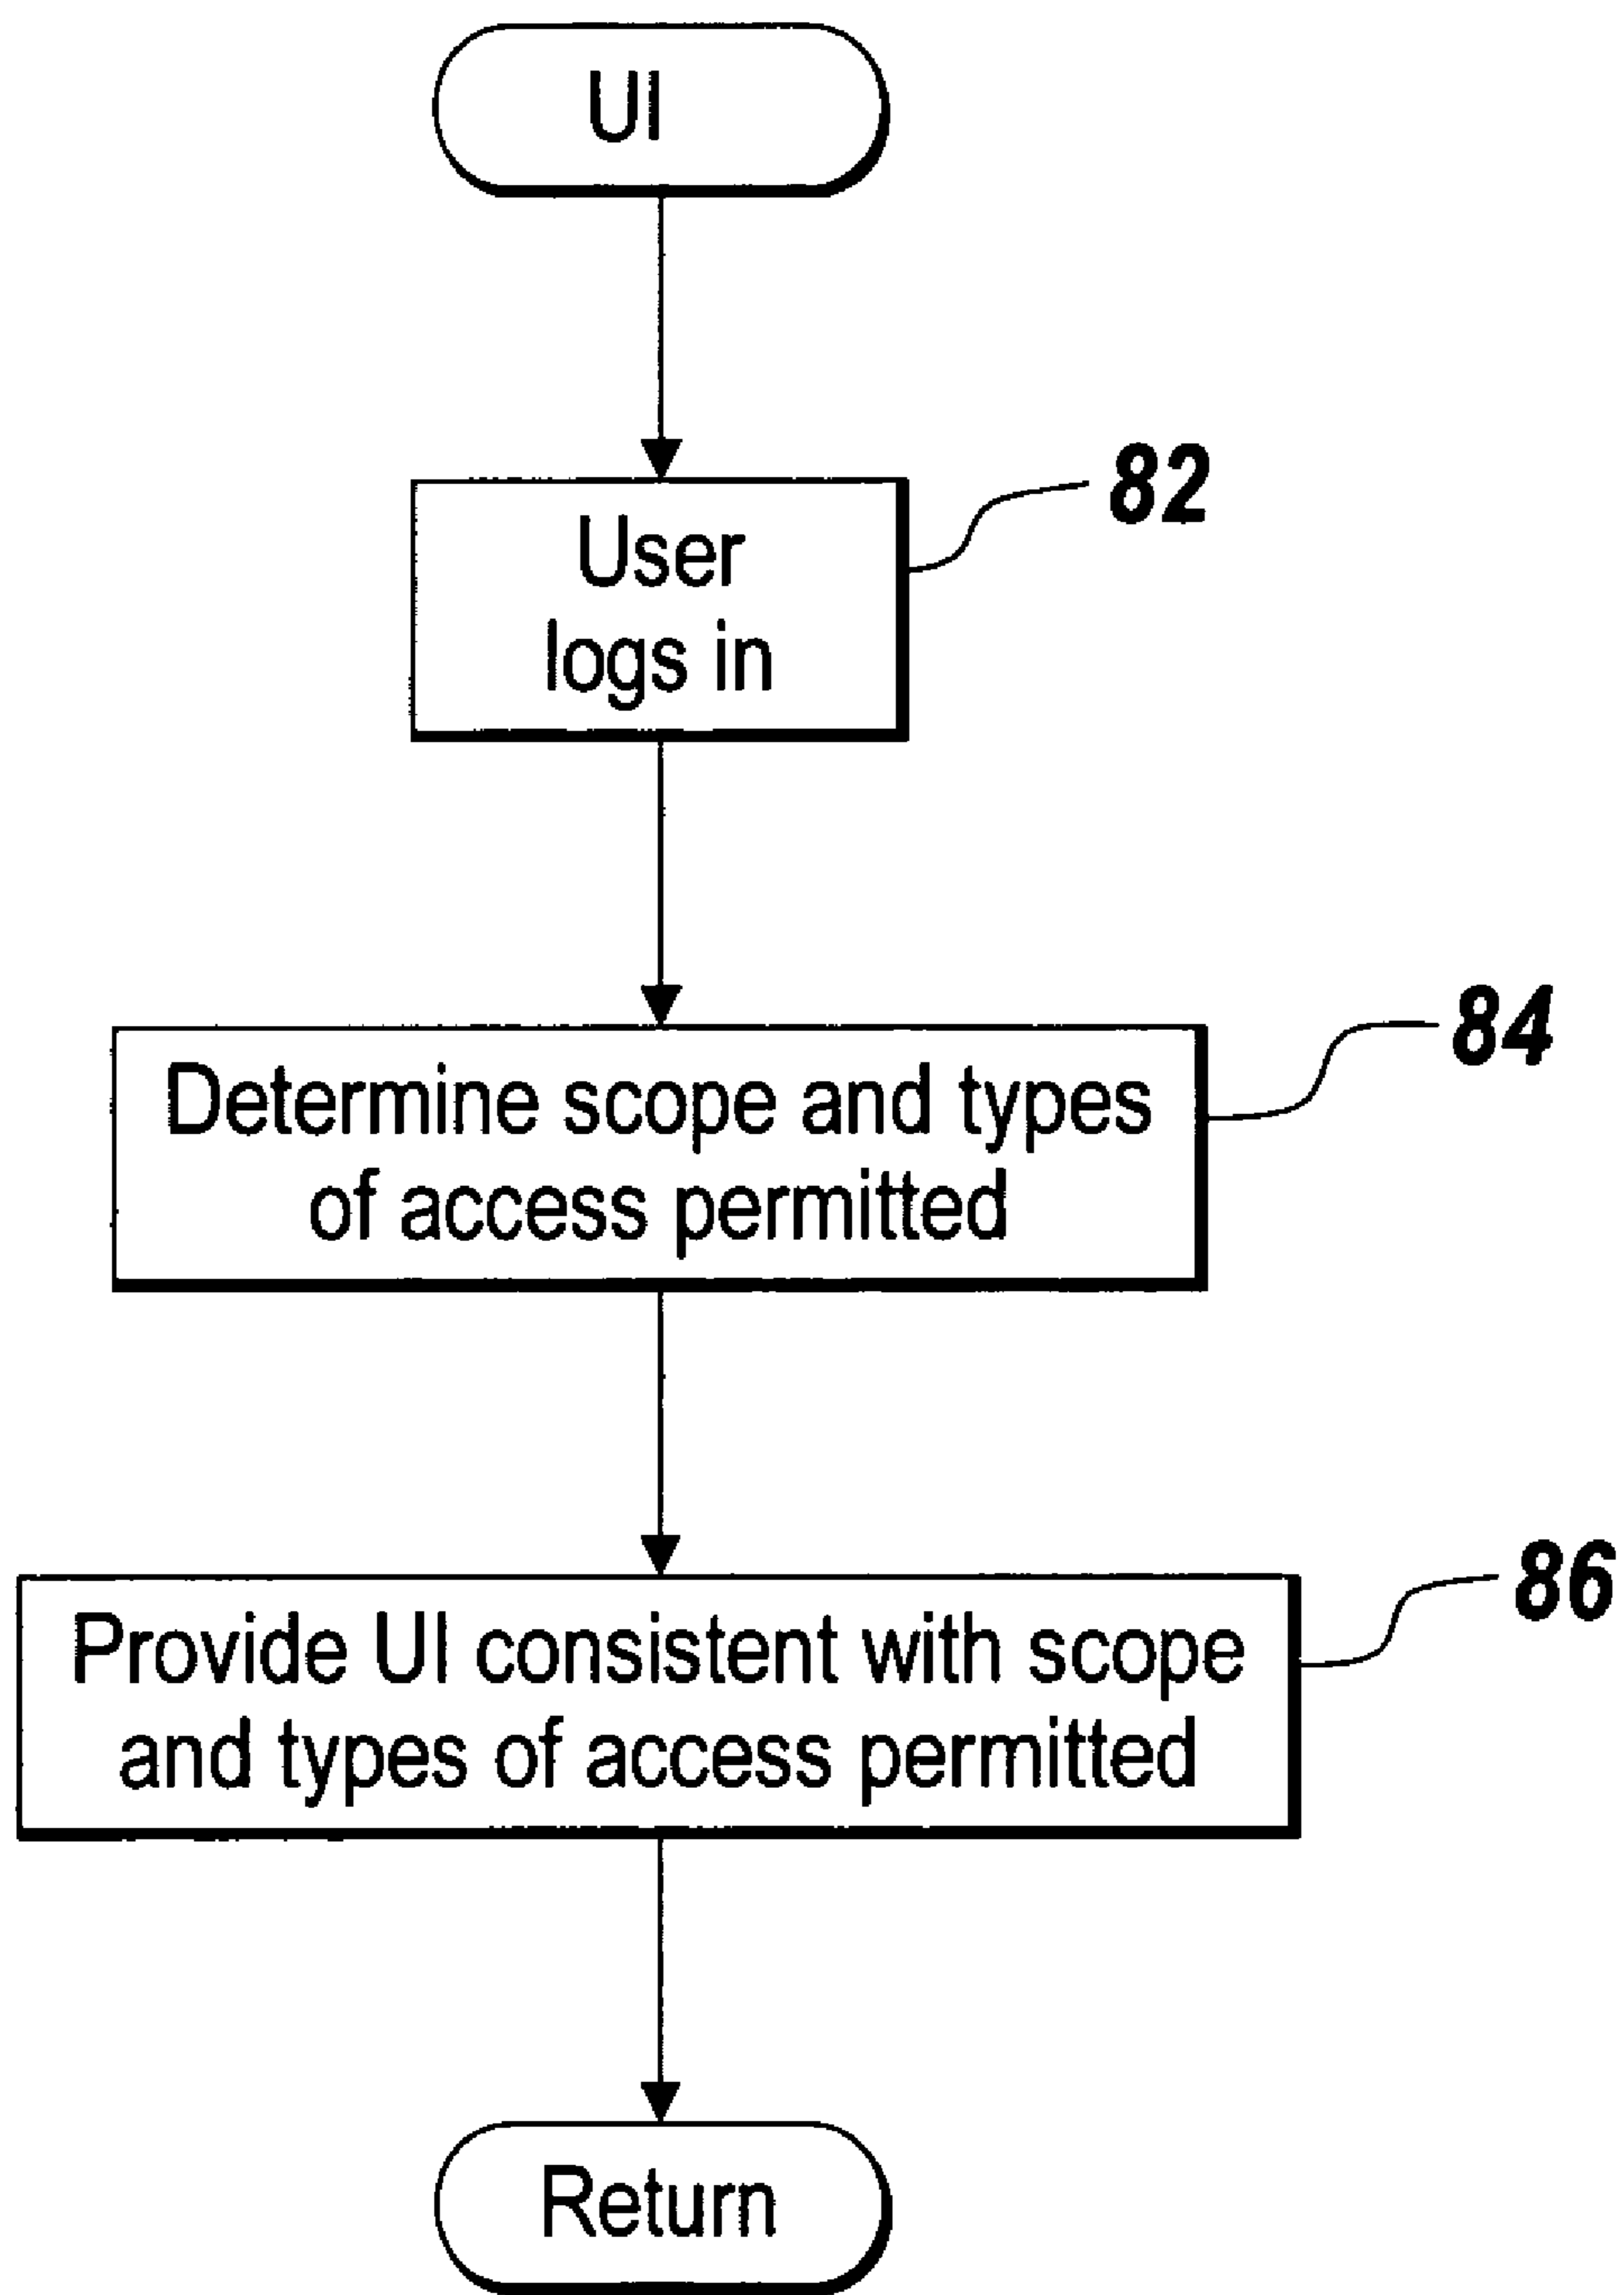 UI
User
logs in
82
Determine scope and types
of access permitted
84
Provide UI consistent with scope
and types of access permitted
86
Return